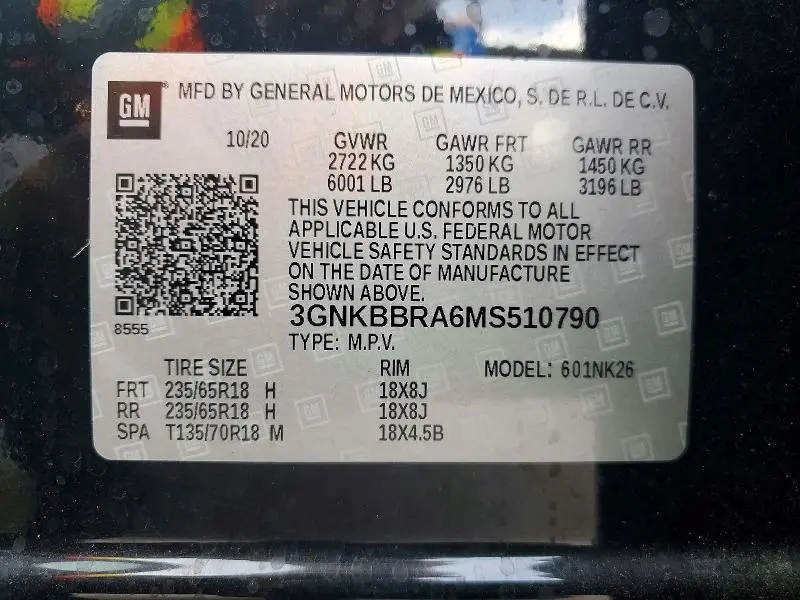 GM MFD BY GENERAL MOTORS DE MEXICO, S. DE R.L. DE C.V.
10/20 GVWR GAWR FRT GAWR RR
2722 KG 1350 KG 1450 KG
6001 LB 2976 LB 3196 LB
THIS VEHICLE CONFORMS TO ALL
APPLICABLE U.S. FEDERAL MOTOR
VEHICLE SAFETY STANDARDS IN EFFECT
ON THE DATE OF MANUFACTURE
SHOWN ABOVE.
3GNKBBRA6MS510790
8555
TYPE: M.P.V.
TIRE SIZE RIM MODEL: 601NK26
FRT 235/65R18 H 18X8J
RR 235/65R18 H 18X8J
SPA T135/70R18 M 18X4.5B